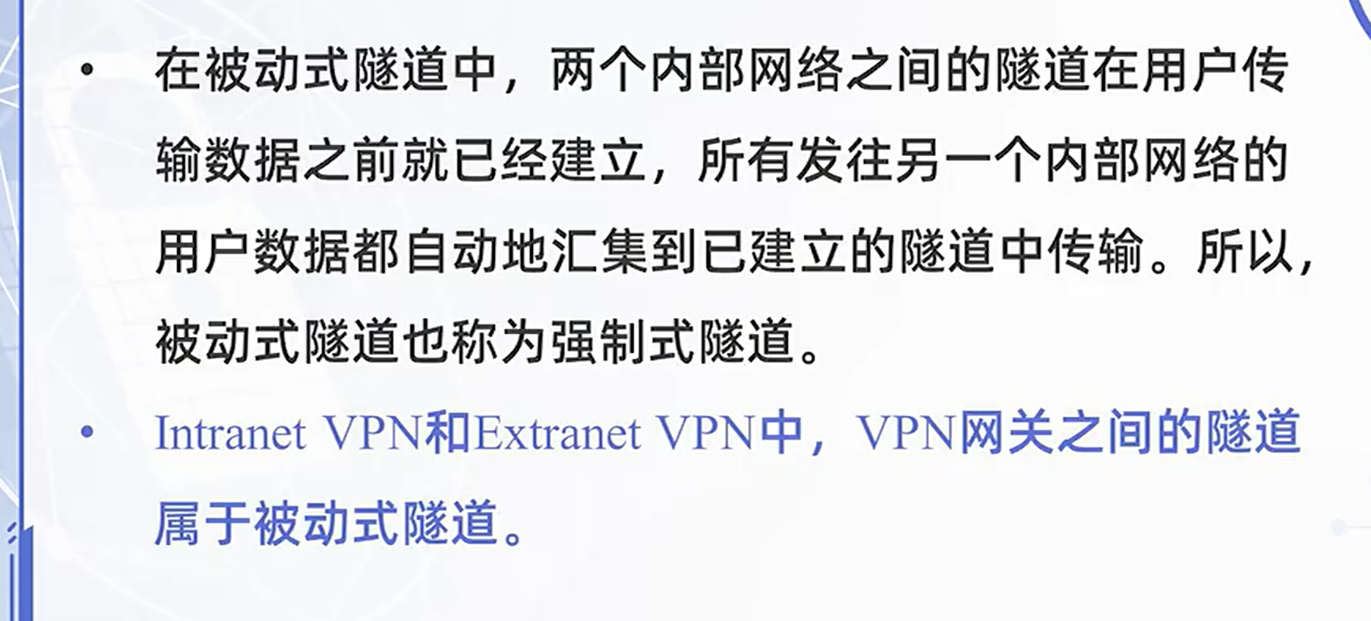 • 在被动式隧道中，两个内部网络之间的隧道在用户传
输数据之前就已经建立，所有发往另一个内部网络的
用户数据都自动地汇集到已建立的隧道中传输。所以，
被动式隧道也称为强制式隧道。
• Intranet VPN和Extranet VPN中，VPN网关之间的隧道
属于被动式隧道。